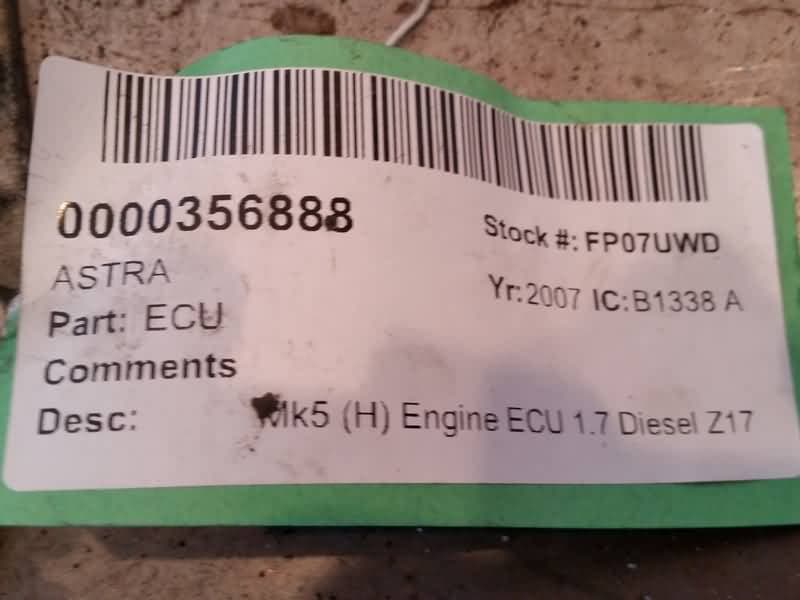 0000356888
Stock #: FP07UWD
ASTRA
Yr: 2007 IC: B1338 A
Part: ECU
Comments
Desc: Mk5 (H) Engine ECU 1.7 Diesel Z17